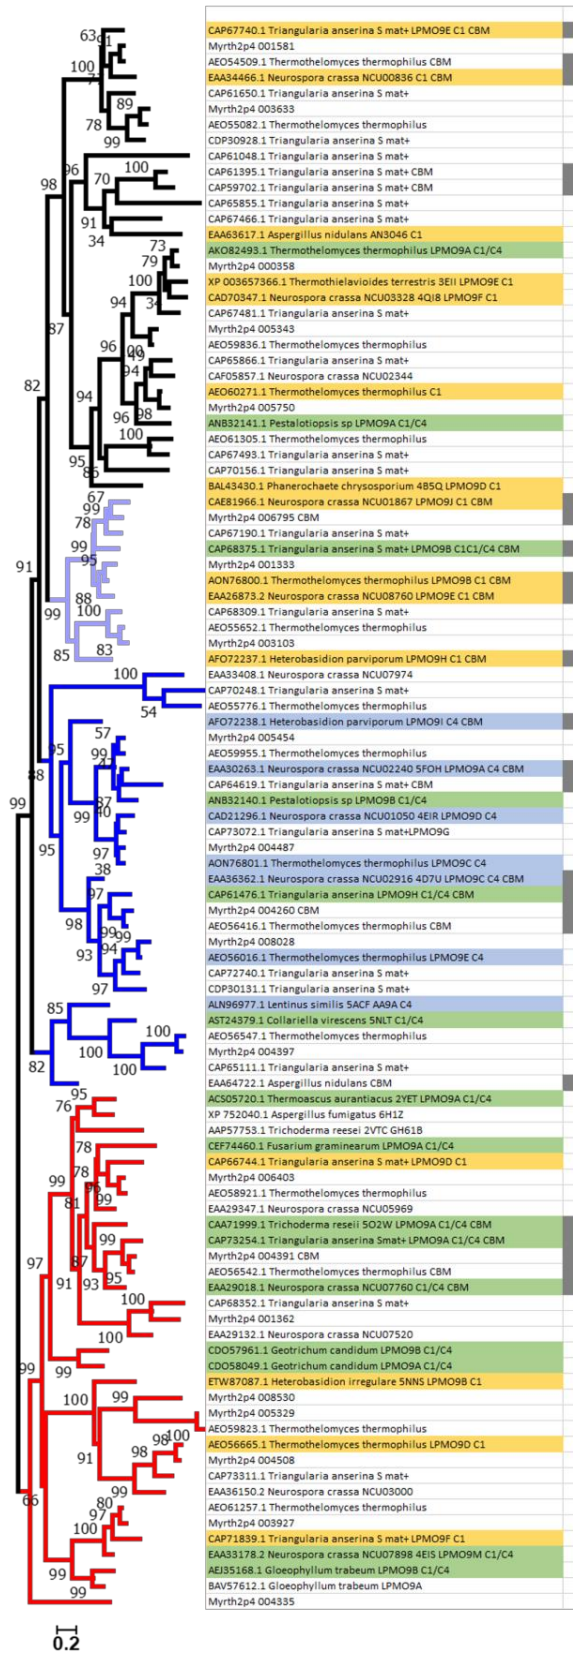 CAP67740.1 Triangularia anserina S mat+ LPMO9E C1 CBM
Myrth2p4 001581
AEO54509.1 Thermothelomyces thermophilus CBM
EAA34466.1 Neurospora crassa NCU00836 C1 CBM
CAP61650.1 Triangularia anserina S mat+
Myrth2p4 003633
AEO55082.1 Thermothelomyces thermophilus
CDP30928.1 Triangularia anserina S mat+
CAP61048.1 Triangularia anserina S mat+
CAP61395.1 Triangularia anserina S mat+ CBM
CAP59702.1 Triangularia anserina S mat+ CBM
CAP65855.1 Triangularia anserina S mat+
CAP67466.1 Triangularia anserina S mat+
EAA63617.1 Aspergillus nidulans AN3046 C1
AKO82493.1 Thermothelomyces thermophilus LPMO9A C1/C4
Myrth2p4 000358
XP 003657366.1 Thermothielavioides terrestris 3EII LPMO9E C1
CAD70347.1 Neurospora crassa NCU03328 4QI8 LPMO9F C1
CAP67481.1 Triangularia anserina S mat+
Myrth2p4 005343
AEO59836.1 Thermothelomyces thermophilus
CAP65866.1 Triangularia anserina S mat+
CAF05857.1 Neurospora crassa NCU02344
AEO60271.1 Thermothelomyces thermophilus C1
Myrth2p4 005750
ANB32141.1 Pestalotiopsis sp LPMO9A C1/C4
AEO61305.1 Thermothelomyces thermophilus
CAP67493.1 Triangularia anserina S mat+
CAP70156.1 Triangularia anserina S mat+
BAL43430.1 Phanerochaete chrysosporium 4B5Q LPMO9D C1
CAE81966.1 Neurospora crassa NCU01867 LPMO9J C1 CBM
Myrth2p4 006795 CBM
CAP67190.1 Triangularia anserina S mat+
CAP68375.1 Triangularia anserina S mat+ LPMO9B C1C1/C4 CBM
Myrth2p4 001333
AON76800.1 Thermothelomyces thermophilus LPMO9B C1 CBM
EAA26873.2 Neurospora crassa NCU08760 LPMO9E C1 CBM
CAP68309.1 Triangularia anserina S mat+
AEO55652.1 Thermothelomyces thermophilus
Myrth2p4 003103
AFO72237.1 Heterobasidion parviporum LPMO9H C1 CBM
EAA33408.1 Neurospora crassa NCU07974
CAP70248.1 Triangularia anserina S mat+
AEO55776.1 Thermothelomyces thermophilus
AFO72238.1 Heterobasidion parviporum LPMO9I C4 CBM
Myrth2p4 005454
AEO59955.1 Thermothelomyces thermophilus
EAA30263.1 Neurospora crassa NCU02240 5FOH LPMO9A C4 CBM
CAP64619.1 Triangularia anserina S mat+ CBM
ANB32140.1 Pestalotiopsis sp LPMO9B C1/C4
CAD21296.1 Neurospora crassa NCU01050 4EIR LPMO9D C4
CAP73072.1 Triangularia anserina S mat+LPMO9G
Myrth2p4 004487
AON76801.1 Thermothelomyces thermophilus LPMO9C C4
EAA36362.1 Neurospora crassa NCU02916 4D7U LPMO9C C4 CBM
CAP61476.1 Triangularia anserina LPMO9H C1/C4 CBM
Myrth2p4 004260 CBM
AEO56416.1 Thermothelomyces thermophilus CBM
Myrth2p4 008028
AEO56016.1 Thermothelomyces thermophilus LPMO9E C4
CAP72740.1 Triangularia anserina S mat+
CDP30131.1 Triangularia anserina S mat+
ALN96977.1 Lentinus similis 5ACF AA9A C4
AST24379.1 Collariella virescens 5NLT C1/C4
AEO56547.1 Thermothelomyces thermophilus
Myrth2p4 004397
CAP65111.1 Triangularia anserina S mat+
EAA64722.1 Aspergillus nidulans CBM
ACS05720.1 Thermoascus aurantiacus 2YET LPMO9A C1/C4
XP 752040.1 Aspergillus fumigatus 6H1Z
AAP57753.1 Trichoderma reesei 2VTC GH61B
CEF74460.1 Fusarium graminearum LPMO9A C1/C4
CAP66744.1 Triangularia anserina S mat+ LPMO9D C1
Myrth2p4 006403
AEO58921.1 Thermothelomyces thermophilus
EAA29347.1 Neurospora crassa NCU05969
CAA71999.1 Trichoderma reseii 5O2W LPMO9A C1/C4 CBM
CAP73254.1 Triangularia anserina Smat+ LPMO9A C1/C4 CBM
Myrth2p4 004391 CBM
AEO56542.1 Thermothelomyces thermophilus CBM
EAA29018.1 Neurospora crassa NCU07760 C1/C4 CBM
CAP68352.1 Triangularia anserina S mat+
Myrth2p4 001362
EAA29132.1 Neurospora crassa NCU07520
CDO57961.1 Geotrichum candidum LPMO9B C1/C4
CDO58049.1 Geotrichum candidum LPMO9A C1/C4
ETW87087.1 Heterobasidion irregulare 5NNS LPMO9B C1
Myrth2p4 008530
Myrth2p4 005329
AEO59823.1 Thermothelomyces thermophilus
AEO56665.1 Thermothelomyces thermophilus LPMO9D C1
Myrth2p4 004508
CAP73311.1 Triangularia anserina S mat+
EAA36150.2 Neurospora crassa NCU03000
AEO61257.1 Thermothelomyces thermophilus
Myrth2p4 003927
CAP71839.1 Triangularia anserina S mat+ LPMO9F C1
EAA33178.2 Neurospora crassa NCU07898 4EIS LPMO9M C1/C4
AEJ35168.1 Gloeophyllum trabeum LPMO9B C1/C4
BAV57612.1 Gloeophyllum trabeum LPMO9A
Myrth2p4 004335
0.2